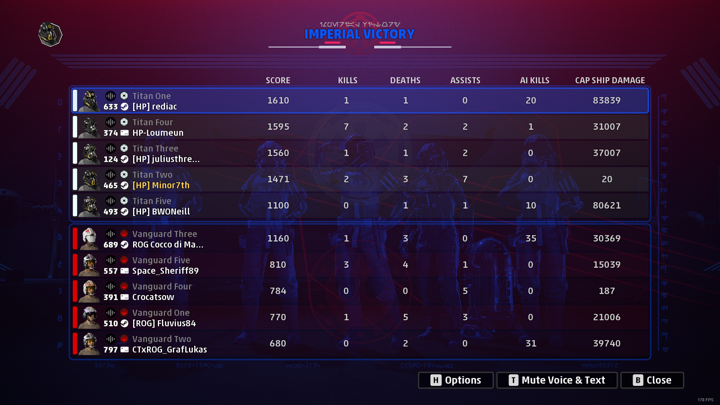 IMPERIAL VICTORY
SCORE KILLS DEATHS ASSISTS AI KILLS CAP SHIP DAMAGE
Titan One
633 [HP] rediac 1610 1 1 0 20 83839
Titan Four
374 HP-Loumeun 1595 7 2 2 1 31007
Titan Three
124 [HP] juliusthre... 1560 1 1 2 0 37007
Titan Two
465 [HP] Minor7th 1471 2 3 7 0 20
Titan Five
493 [HP] BWONeill 1100 0 1 1 10 80621
Vanguard Three
689 ROG Cocco di Ma... 1160 1 3 0 35 30369
Vanguard Five
557 Space_Sheriff89 810 3 4 1 0 15039
Vanguard Four
391 Crocatsow 784 0 0 5 0 187
Vanguard One
510 [ROG] Fluvius84 770 1 5 3 0 21006
Vanguard Two
797 CTxROG_GrafLukas 680 0 2 0 31 39740
H Options T Mute Voice & Text B Close